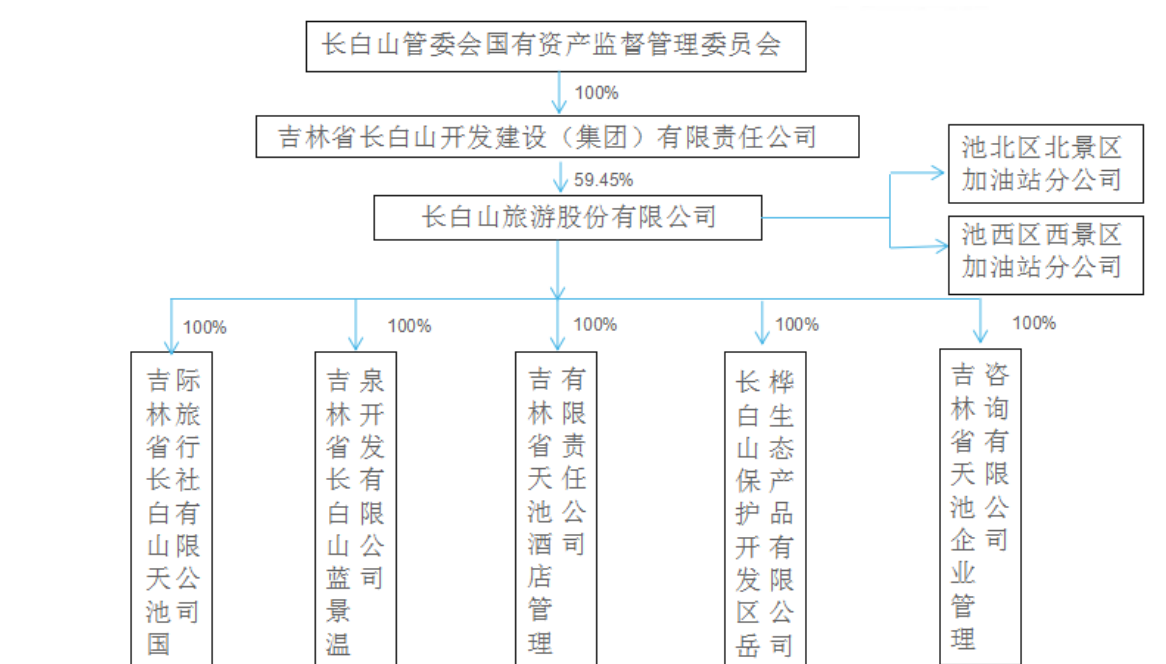 长白山管委会国有资产监督管理委员会
100%
吉林省长白山开发建设（集团）有限责任公司
59.45%
长白山旅游股份有限公司
池北区北景区
加油站分公司
池西区西景区
加油站分公司
100%
100%
100%
100%
100%
吉林省长白山天池国
际旅行社有限公司
吉林省长白山蓝景温
泉开发有限公司
吉林省天池酒店管理
有限责任公司
长白山保护开发区岳
桦生态产品有限公司
吉林省天池企业管理
咨询有限公司